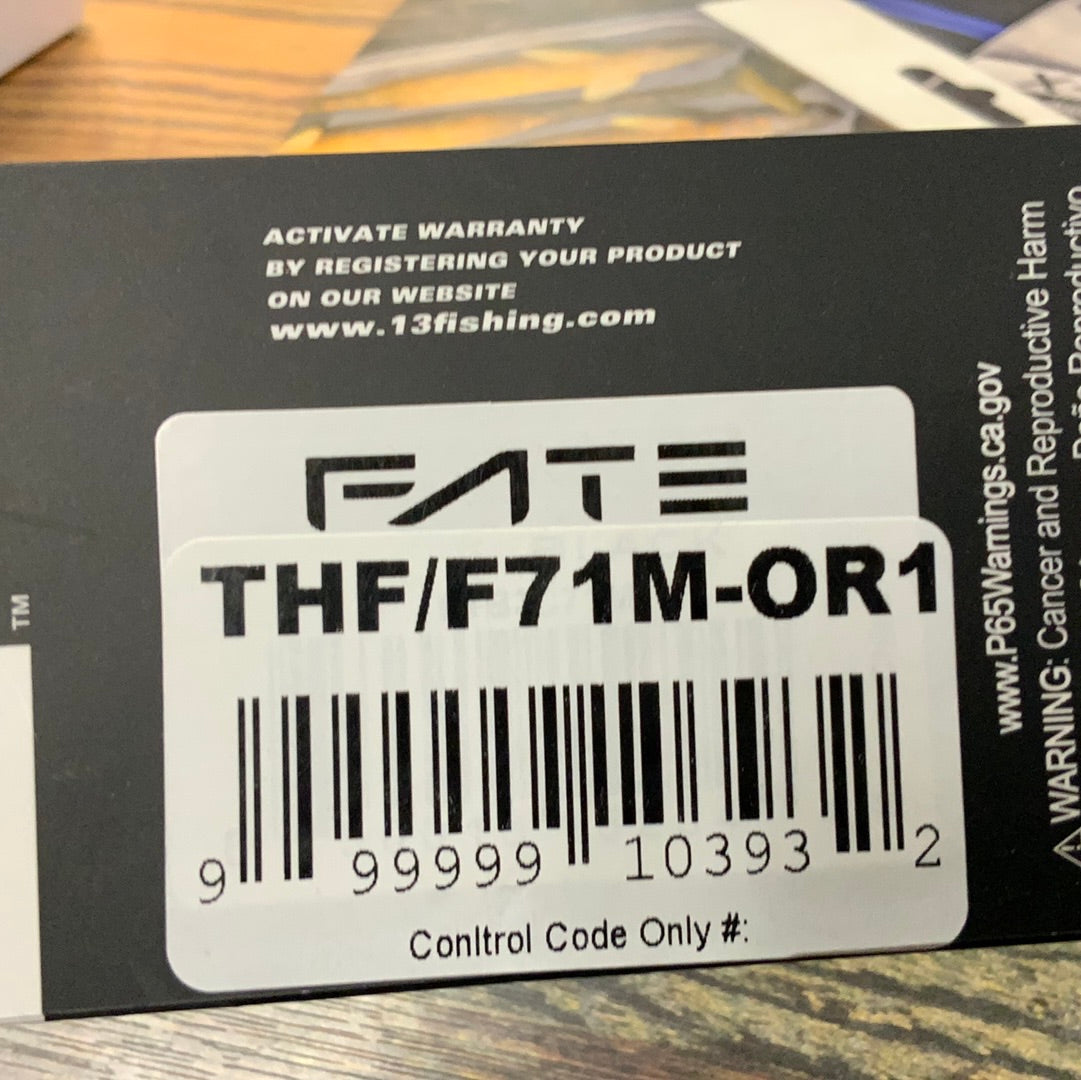 ACTIVATE WARRANTY
BY REGISTERING YOUR PRODUCT
ON OUR WEBSITE
www.13fishing.com
FATE
THF/F71M-OR1
9 99999 10393 2
Conltrol Code Only #:
TM
www.P65Warnings.ca.gov
⚠ WARNING: Cancer and Reproductive Harm